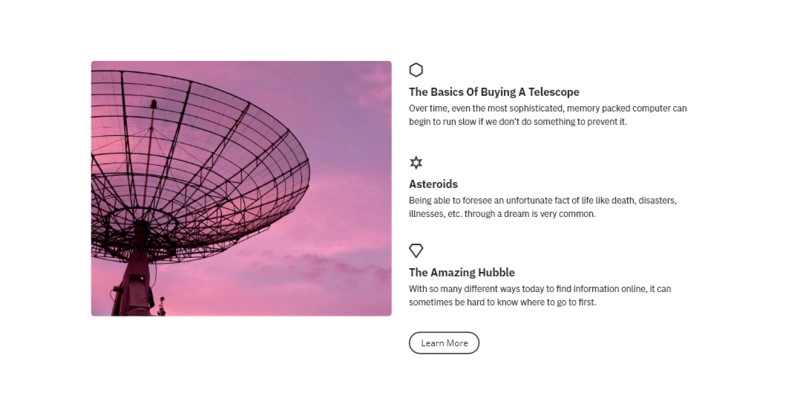 The Basics Of Buying A Telescope
Over time, even the most sophisticated, memory packed computer can
begin to run slow if we don't do something to prevent it.
Asteroids
Being able to foresee an unfortunate fact of life like death, disasters,
illnesses, etc. through a dream is very common.
The Amazing Hubble
With so many different ways today to find information online, it can
sometimes be hard to know where to go to first.
Learn More